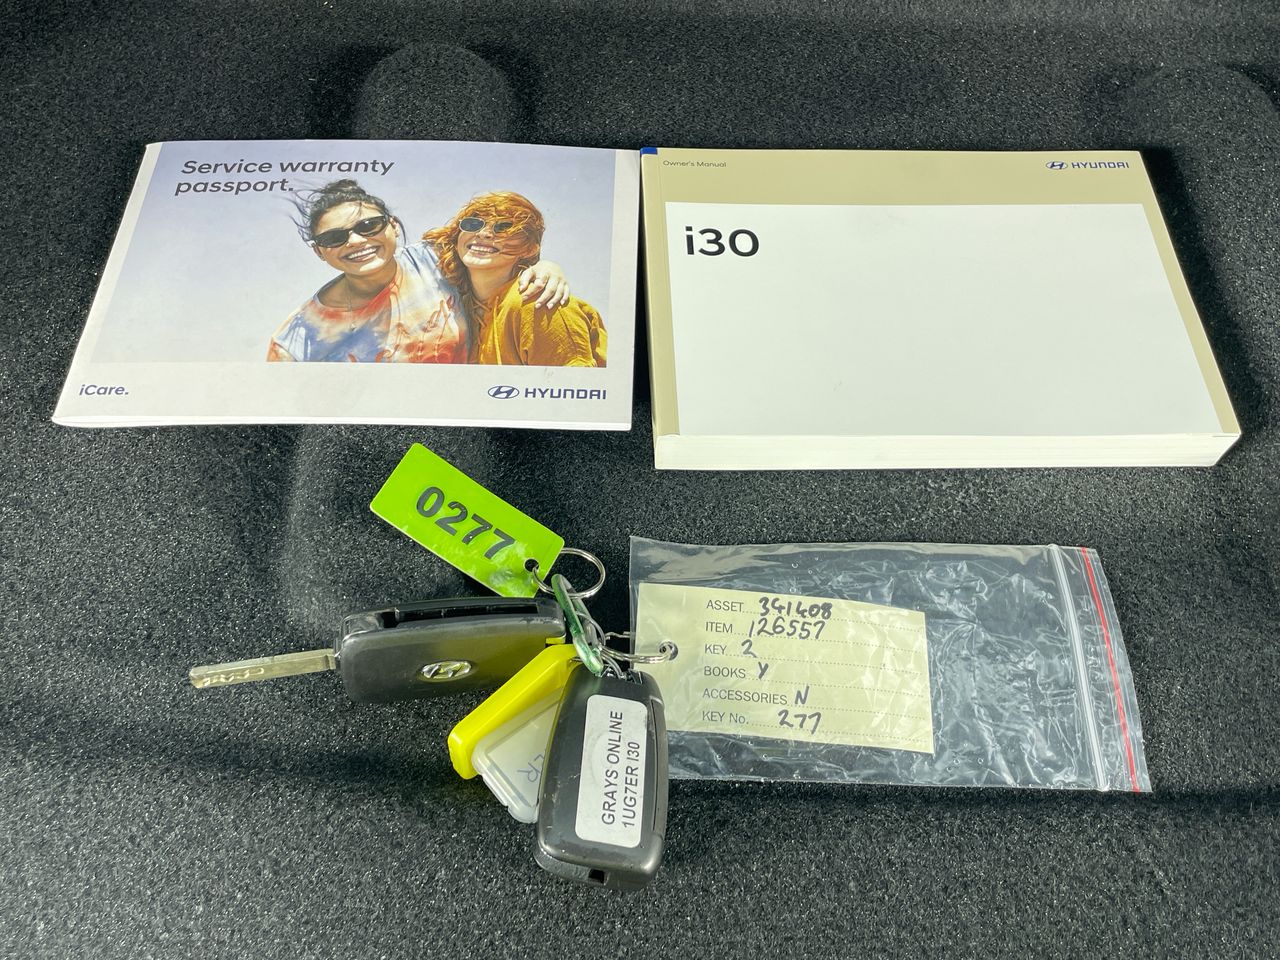 Service warranty
passport.
iCare.
HYUNDAI
Owner's Manual
HYUNDAI
i30
0277
ASSET 341408
ITEM 126557
KEY 2
BOOKS Y
ACCESSORIES N
KEY No. 277
GRAYS ONLINE
1UG7ER I30